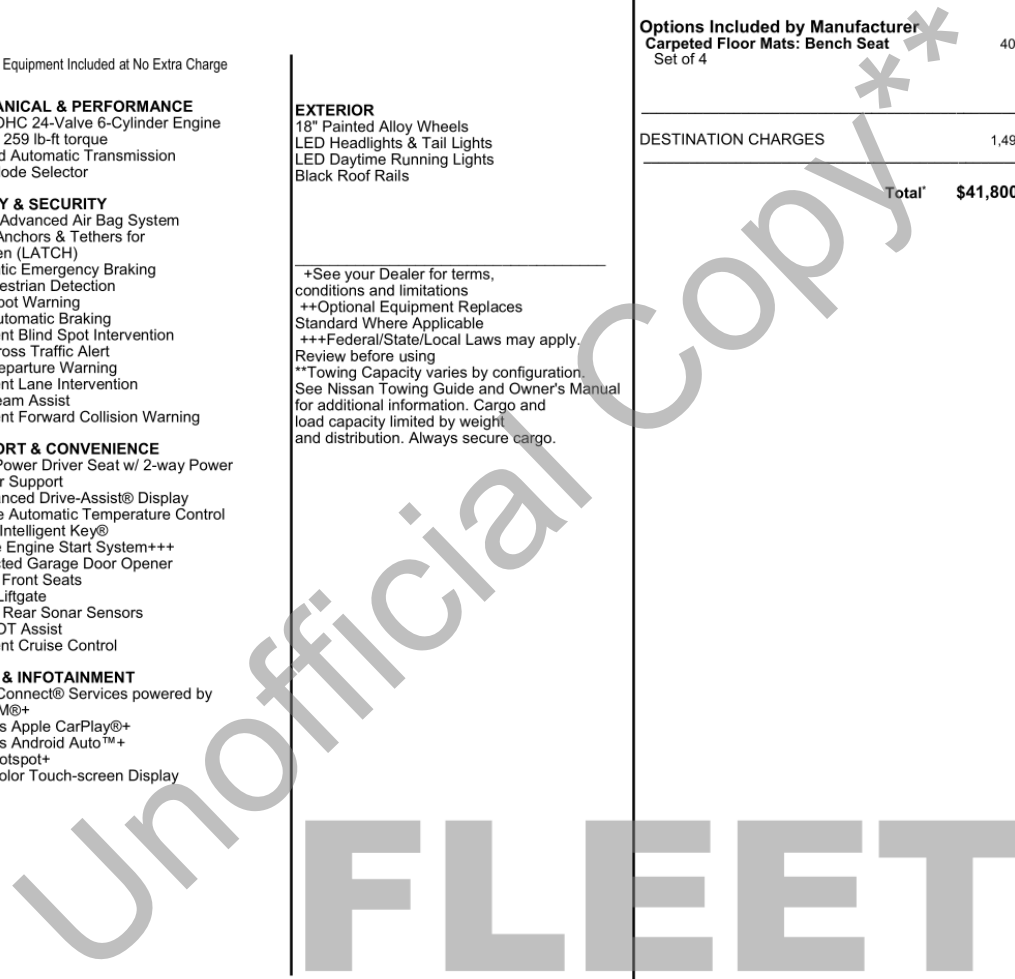 Equipment Included at No Extra Charge
ANICAL & PERFORMANCE
OHC 24-Valve 6-Cylinder Engine
259 lb-ft torque
d Automatic Transmission
ode Selector
Y & SECURITY
Advanced Air Bag System
Anchors & Tethers for
en (LATCH)
tic Emergency Braking
estrian Detection
pot Warning
utomatic Braking
nt Blind Spot Intervention
ross Traffic Alert
eparture Warning
nt Lane Intervention
eam Assist
nt Forward Collision Warning
ORT & CONVENIENCE
Power Driver Seat w/ 2-way Power
r Support
nced Drive-Assist® Display
e Automatic Temperature Control
Intelligent Key®
e Engine Start System+++
ted Garage Door Opener
Front Seats
Liftgate
Rear Sonar Sensors
OT Assist
nt Cruise Control
& INFOTAINMENT
Connect® Services powered by
M®+
s Apple CarPlay®+
s Android Auto™+
otspot+
olor Touch-screen Display
EXTERIOR
18" Painted Alloy Wheels
LED Headlights & Tail Lights
LED Daytime Running Lights
Black Roof Rails
+See your Dealer for terms,
conditions and limitations
++Optional Equipment Replaces
Standard Where Applicable
+++Federal/State/Local Laws may apply.
Review before using
**Towing Capacity varies by configuration.
See Nissan Towing Guide and Owner's Manual
for additional information. Cargo and
load capacity limited by weight
and distribution. Always secure cargo.
Options Included by Manufacturer
Carpeted Floor Mats: Bench Seat 40
Set of 4
DESTINATION CHARGES 1,49
Total* $41,800
Unofficial Copy**
FLEET